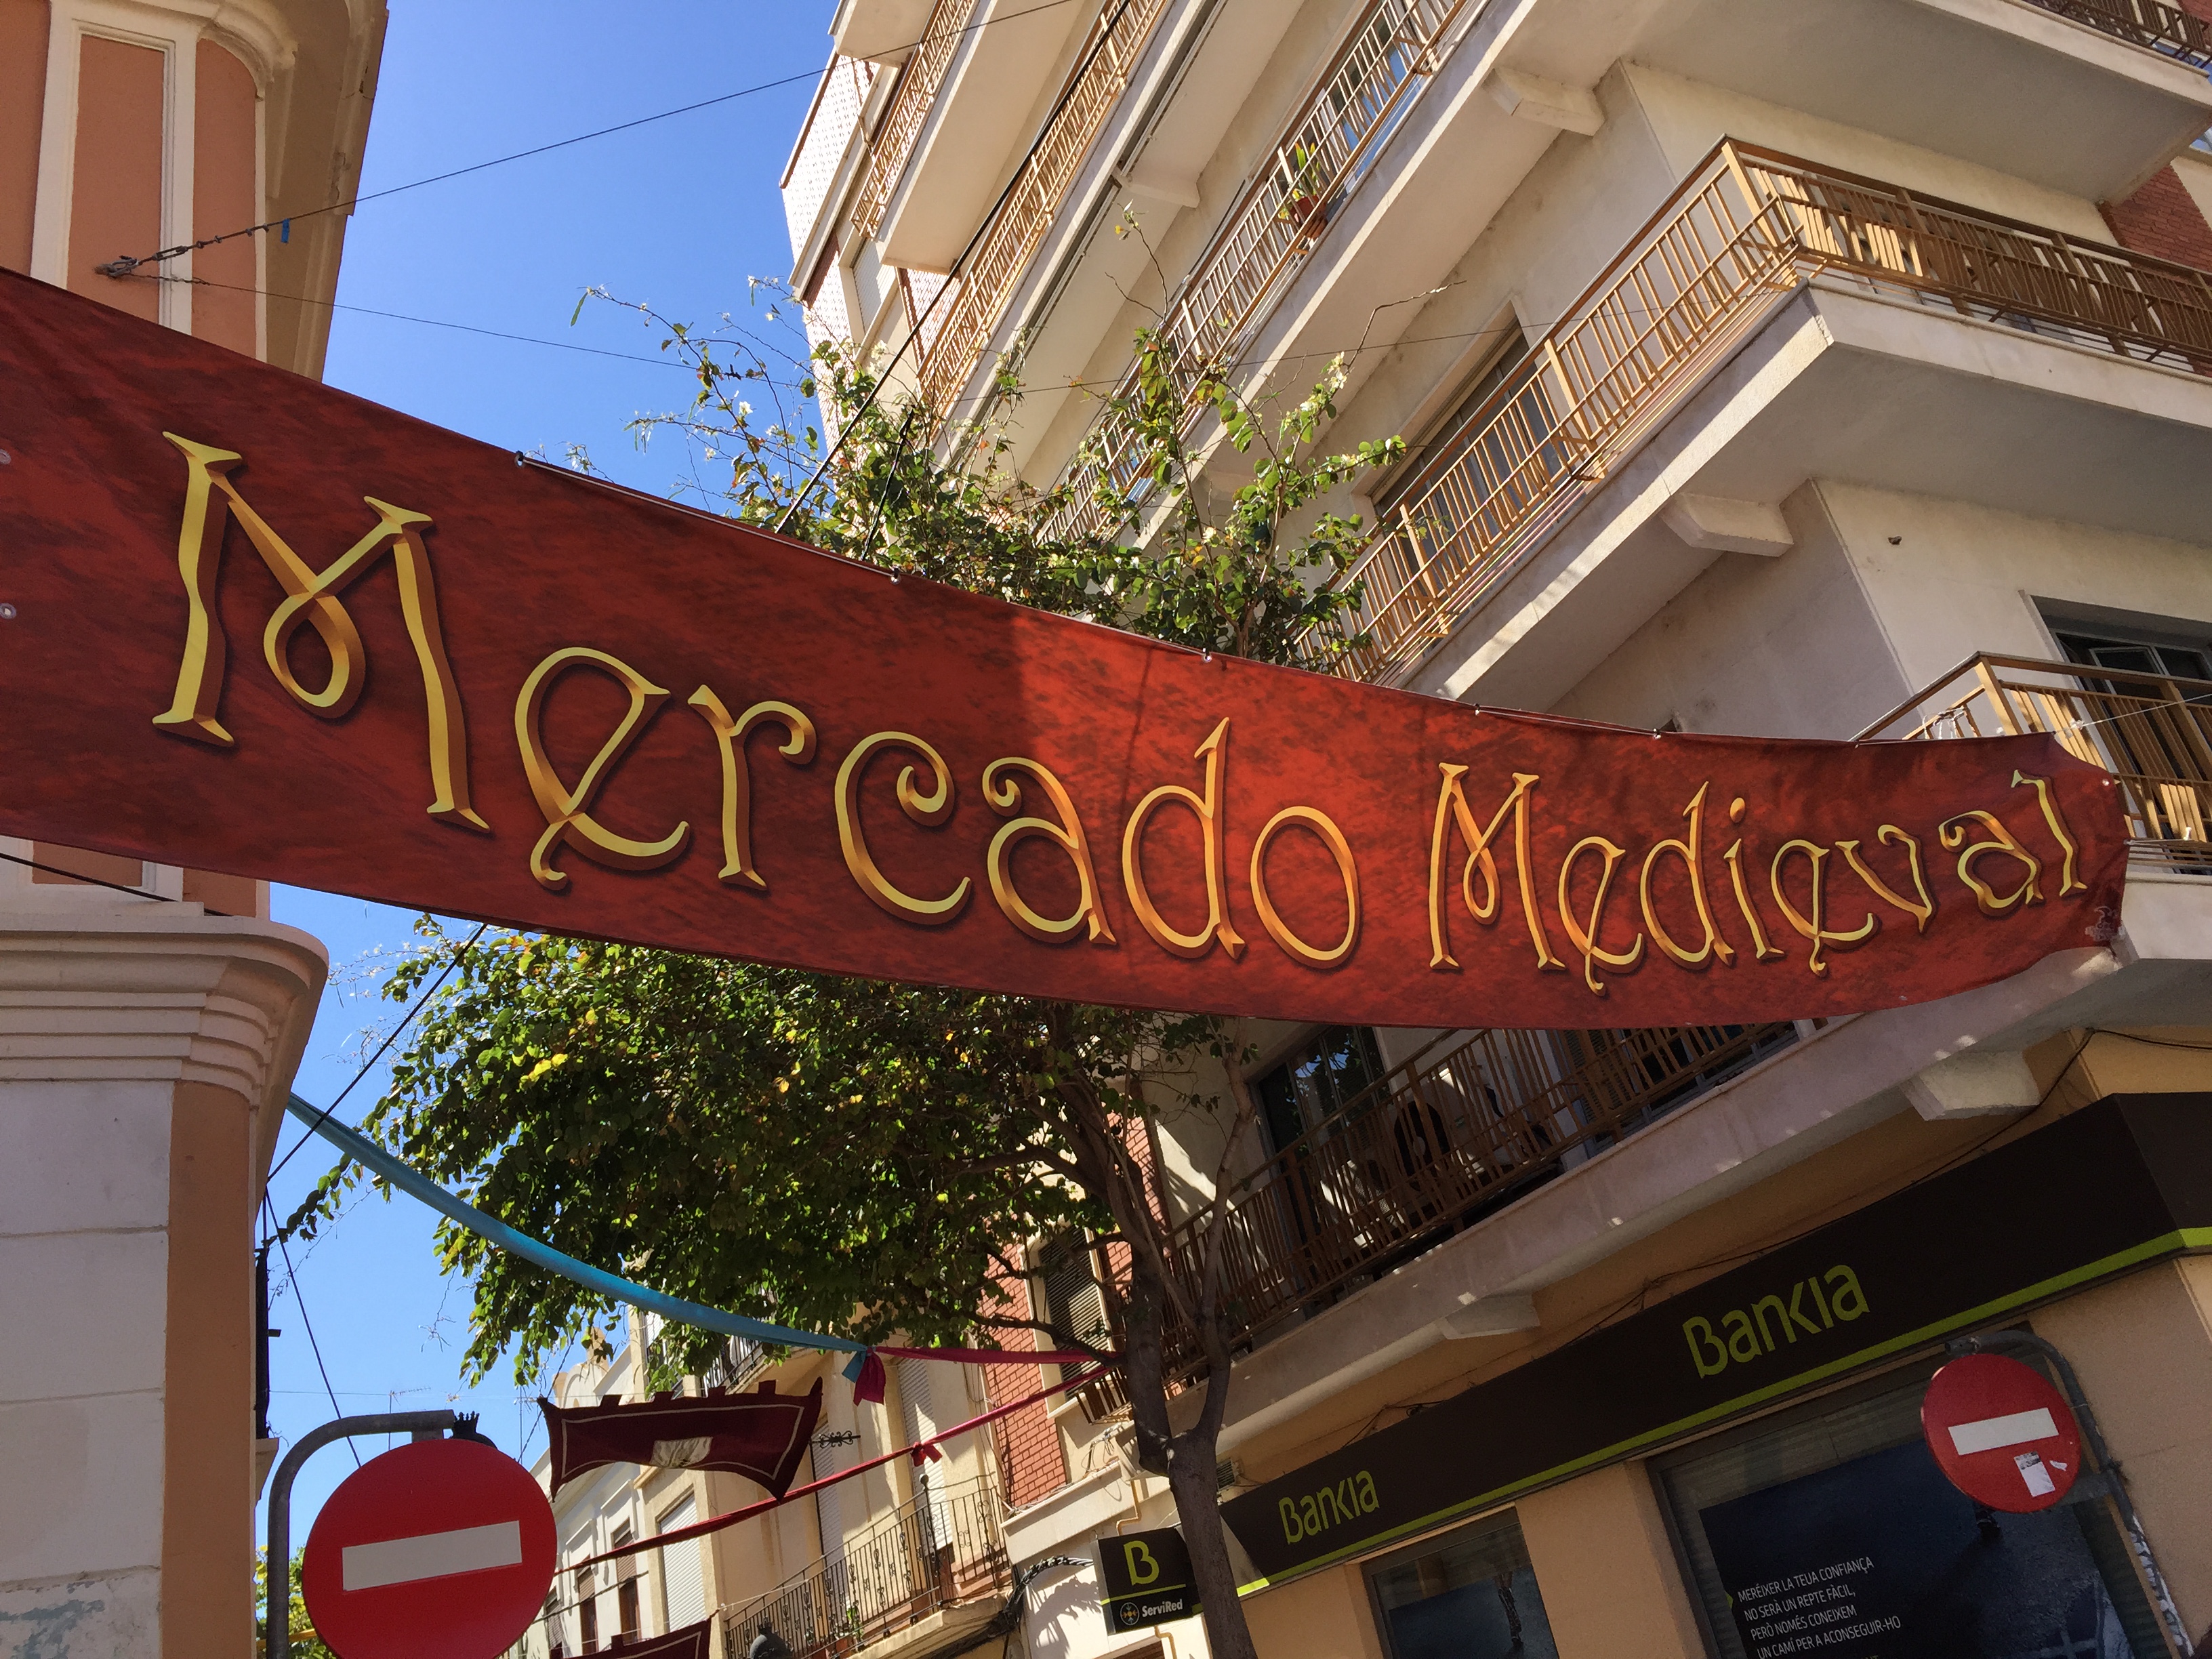 Mercado Medieval
Bankia
Bankia
B
ServiRed
MERÉIXER LA TEUA CONFIANÇA
NO SERÀ UN REPTE FÀCIL,
PERÒ NOMÉS CONEIXEM
UN CAMÍ PER A ACONSEGUIR-HO